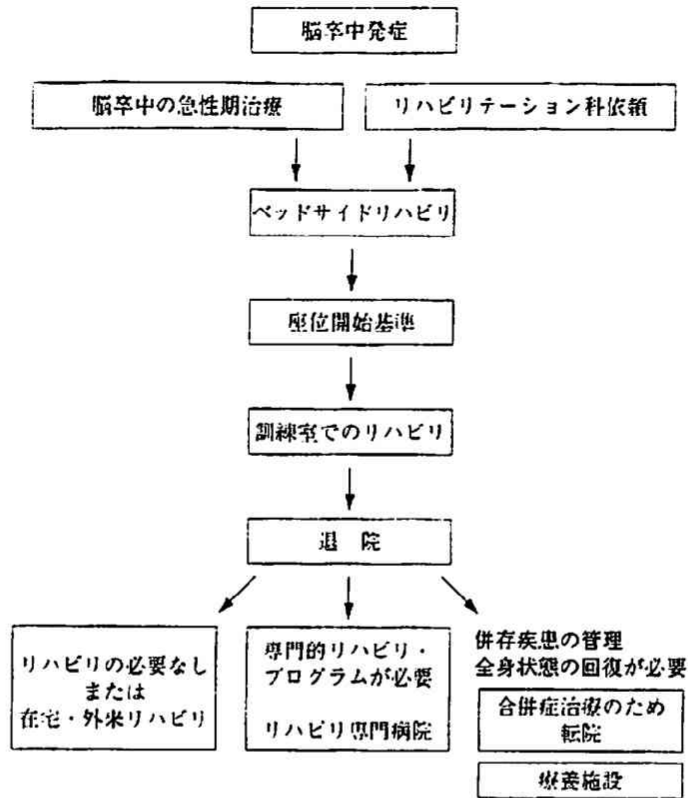 脳卒中発症
脳卒中の急性期治療
リハビリテーション科依頼
ベッドサイドリハビリ
座位開始基準
訓練室でのリハビリ
退 院
リハビリの必要なし
または
在宅・外来リハビリ
専門的リハビリ・
プログラムが必要
リハビリ専門病院
併存疾患の管理
全身状態の回復が必要
合併症治療のため
転院
療養施設